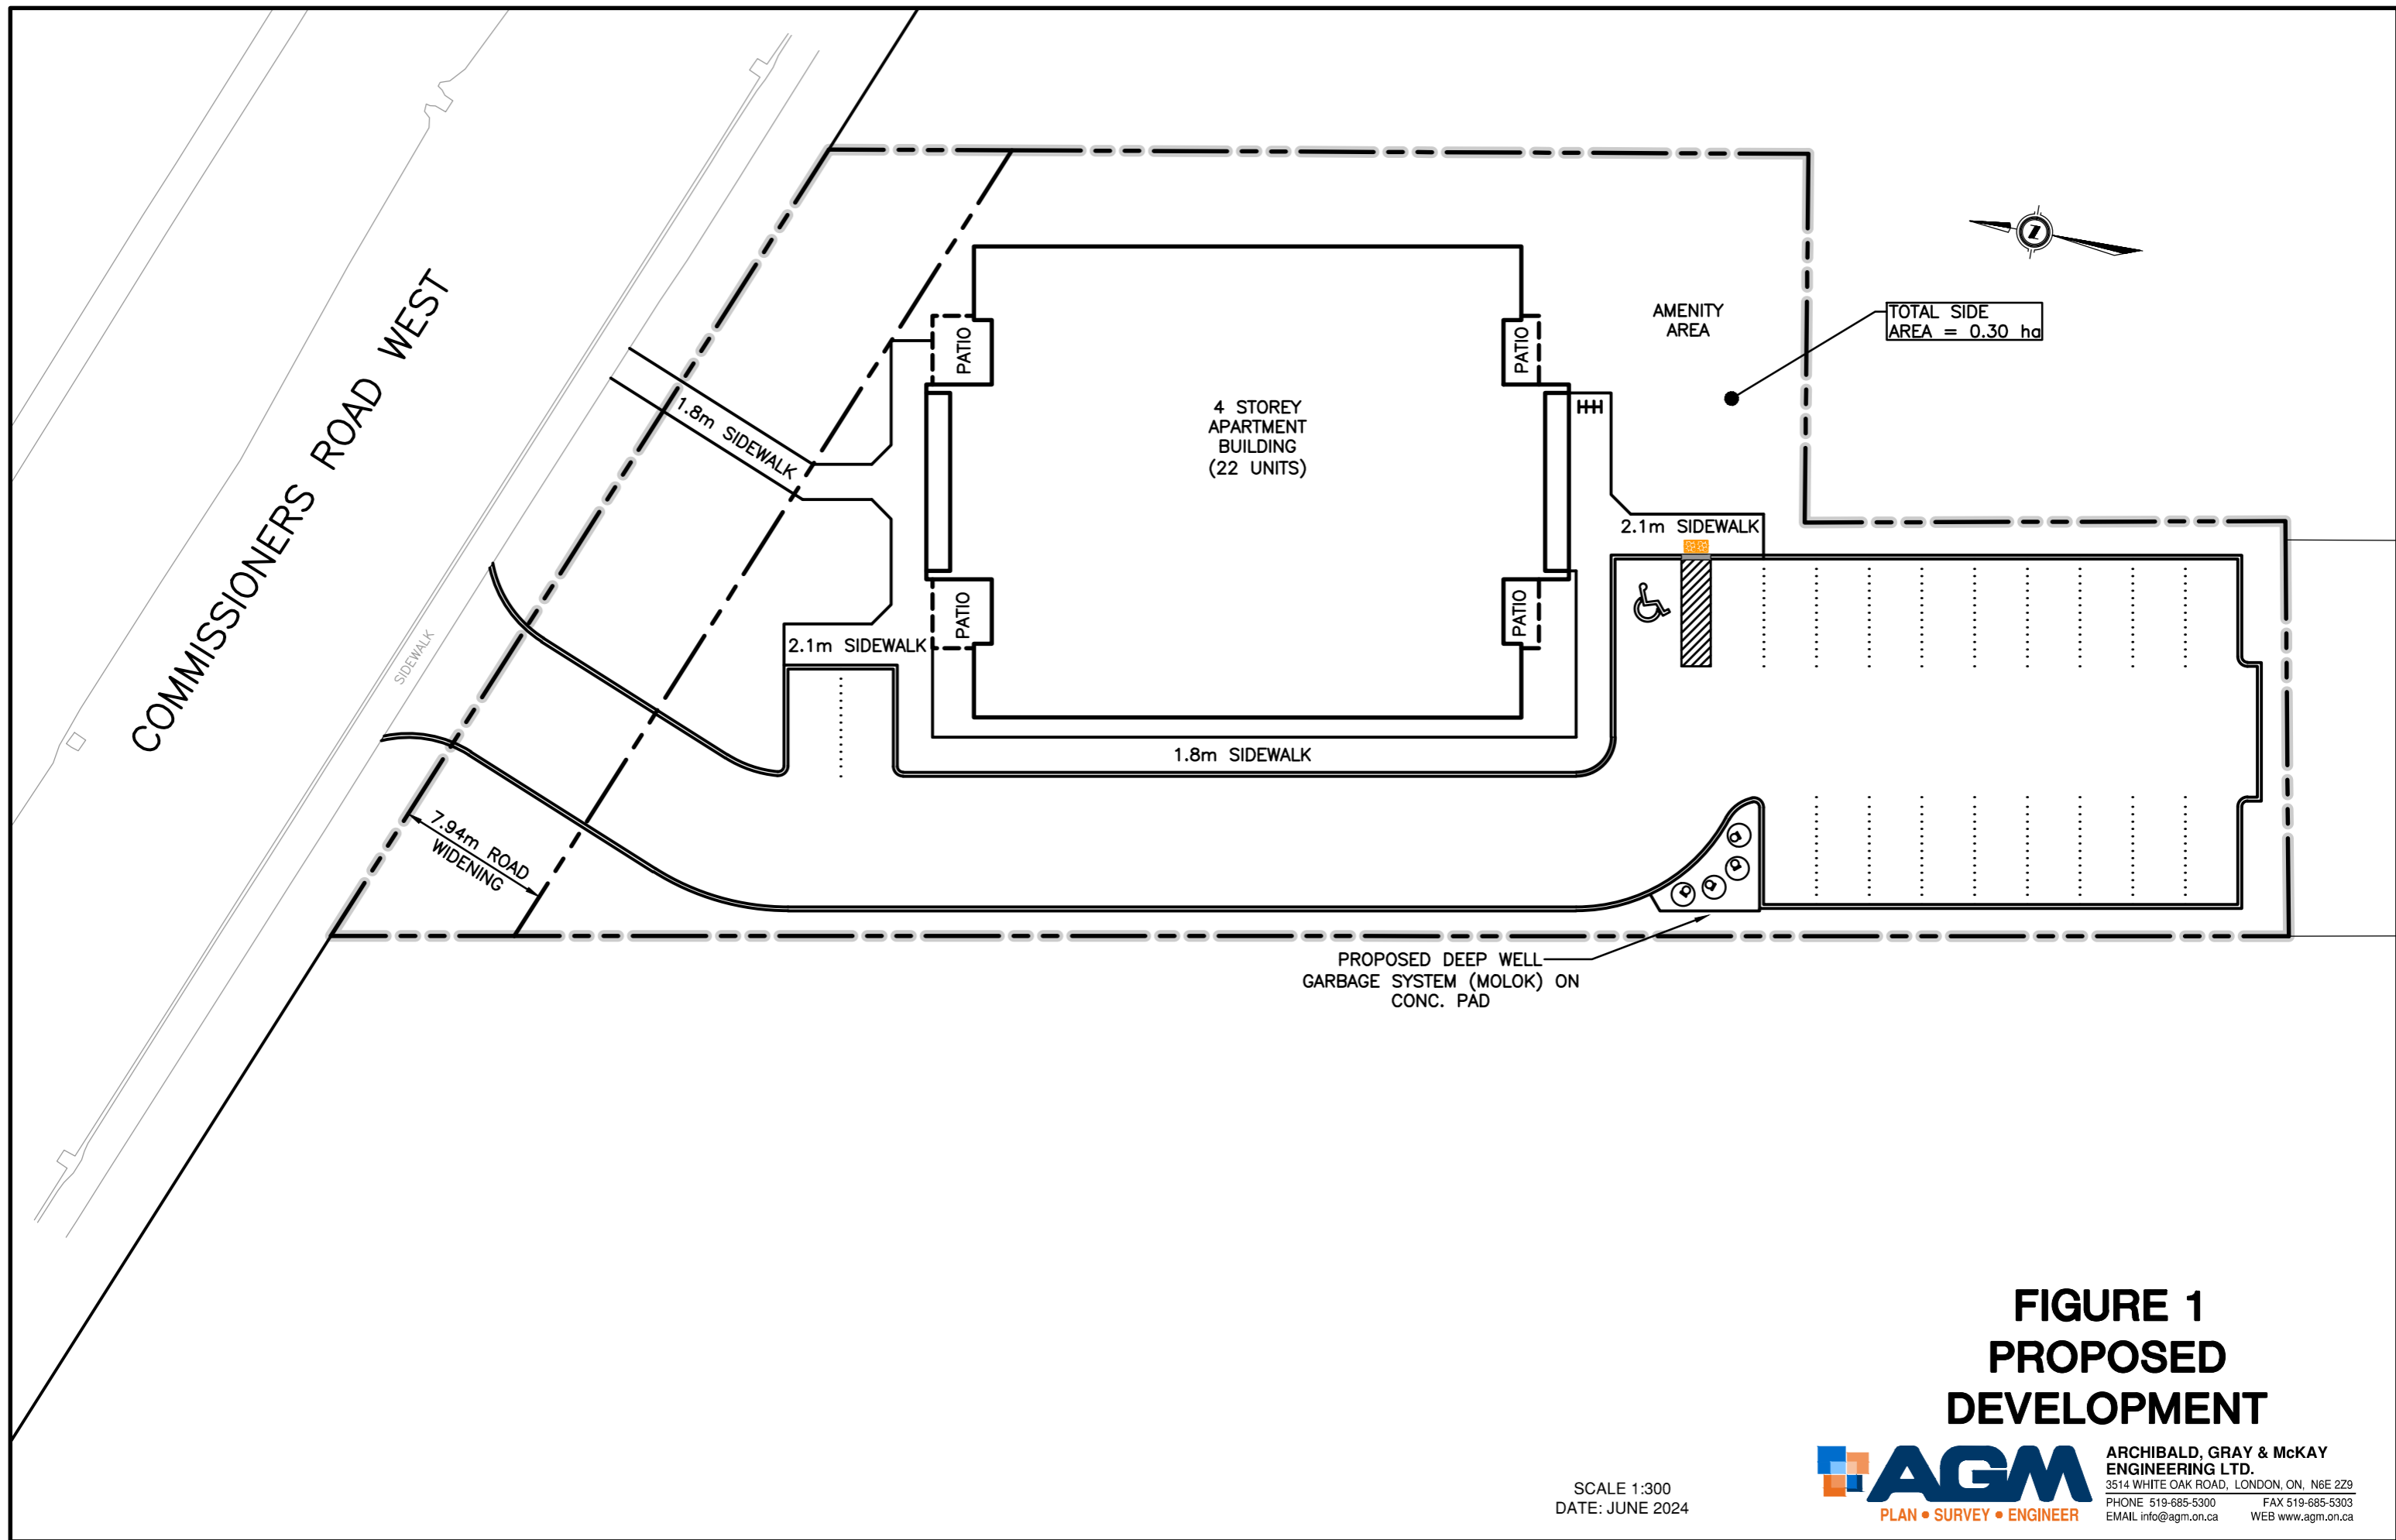 COMMISSIONERS ROAD WEST
SIDEWALK
1.8m SIDEWALK
7.94m ROAD
WIDENING
2.1m SIDEWALK
PATIO
PATIO
4 STOREY
APARTMENT
BUILDING
(22 UNITS)
PATIO
PATIO
AMENITY
AREA
TOTAL SIDE
AREA = 0.30 ha
2.1m SIDEWALK
1.8m SIDEWALK
PROPOSED DEEP WELL
GARBAGE SYSTEM (MOLOK) ON
CONC. PAD
FIGURE 1
PROPOSED
DEVELOPMENT
SCALE 1:300
DATE: JUNE 2024
AGM
PLAN • SURVEY • ENGINEER
ARCHIBALD, GRAY & McKAY
ENGINEERING LTD.
3514 WHITE OAK ROAD, LONDON, ON, N6E 2Z9
PHONE 519-685-5300 FAX 519-685-5303
EMAIL info@agm.on.ca WEB www.agm.on.ca